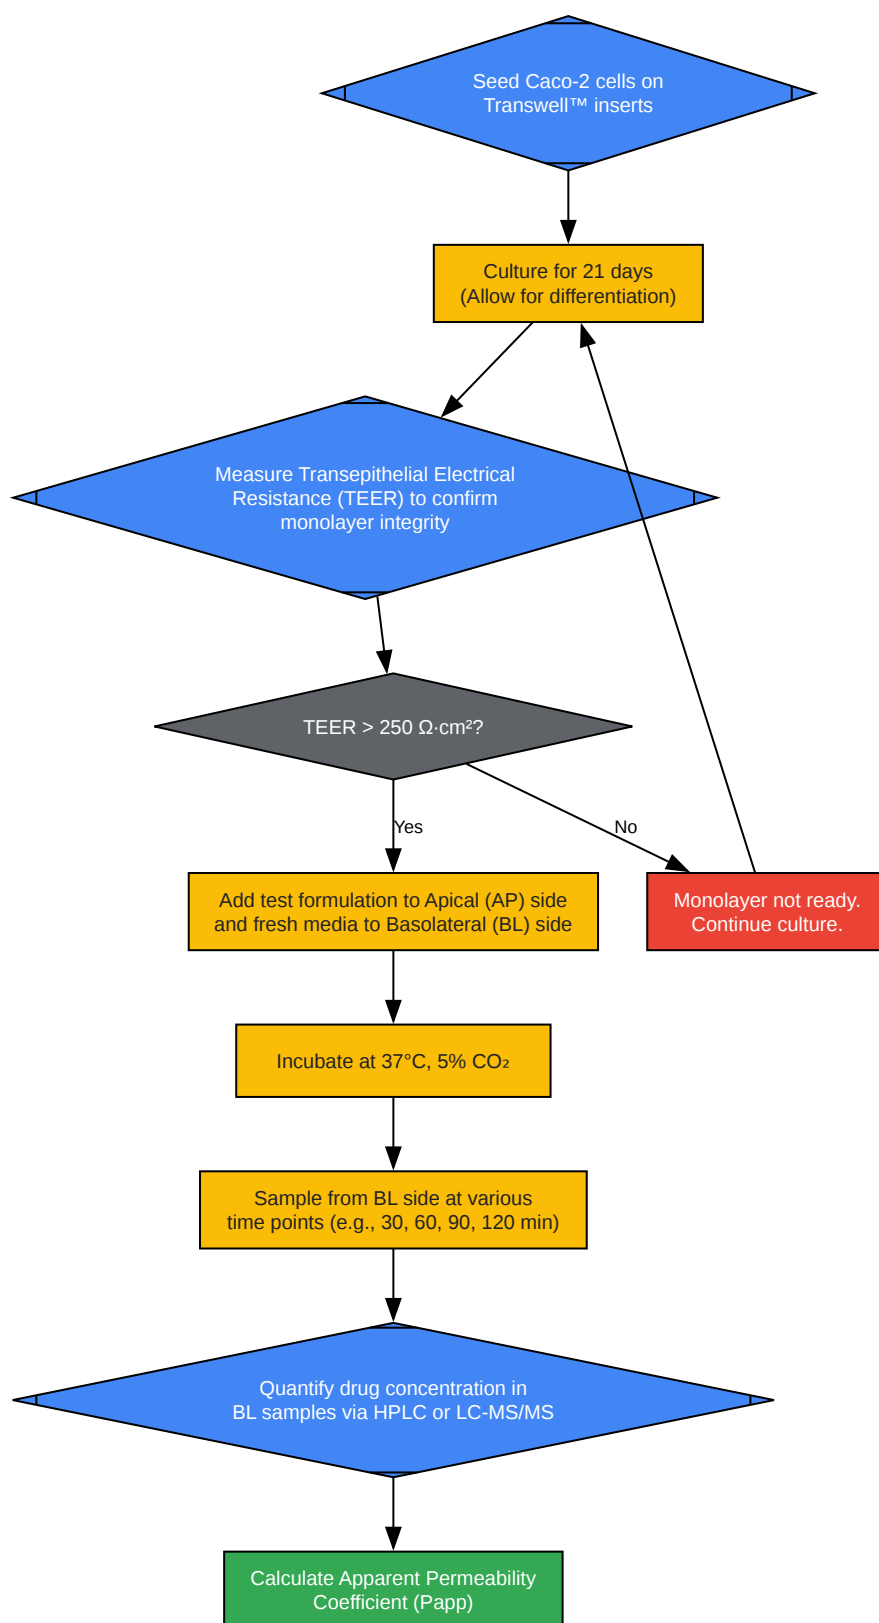 Seed Caco-2 cells on
Transwell™ inserts
Culture for 21 days
(Allow for differentiation)
Measure Transepithelial Electrical
Resistance (TEER) to confirm
monolayer integrity
TEER > 250 Ω·cm²?
Yes
No
Add test formulation to Apical (AP) side
and fresh media to Basolateral (BL) side
Monolayer not ready.
Continue culture.
Incubate at 37°C, 5% CO₂
Sample from BL side at various
time points (e.g., 30, 60, 90, 120 min)
Quantify drug concentration in
BL samples via HPLC or LC-MS/MS
Calculate Apparent Permeability
Coefficient (Papp)